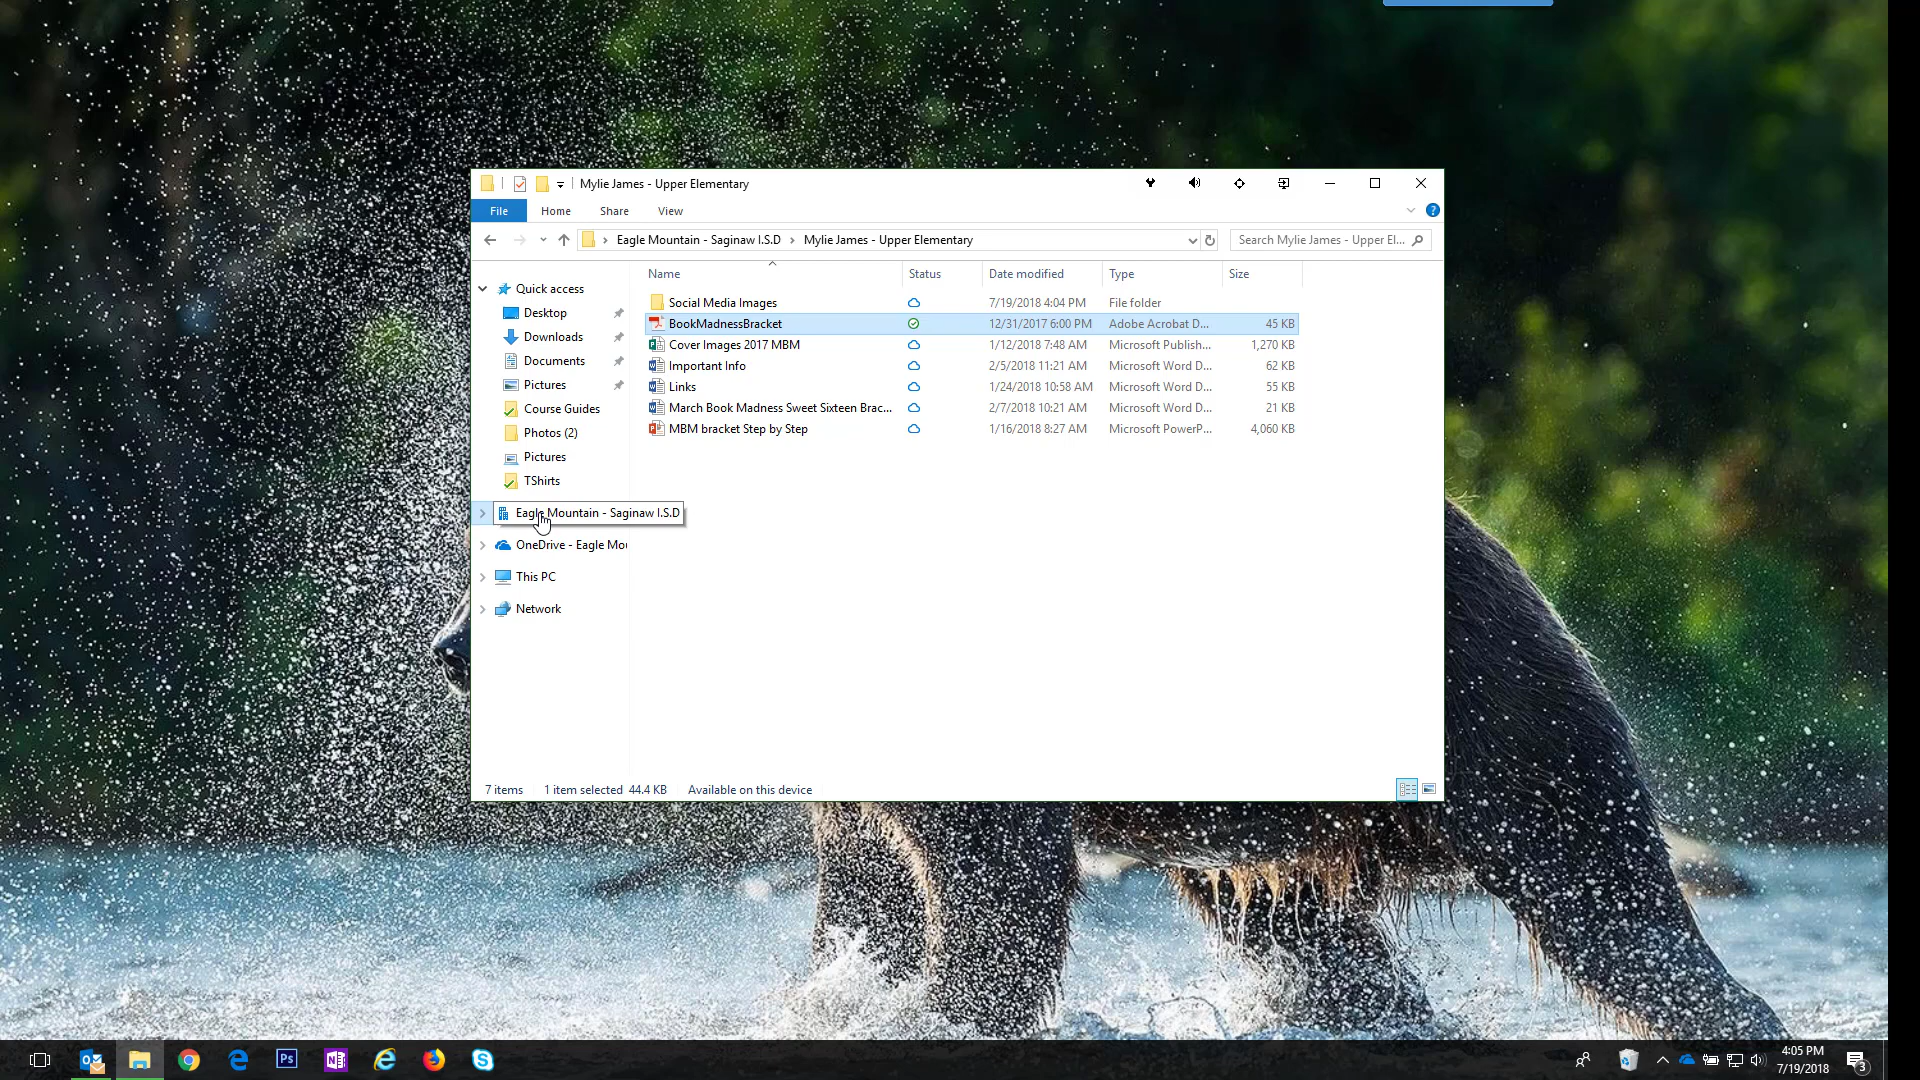 Mylie James - Upper Elementary
File Home Share View
Eagle Mountain - Saginaw I.S.D Mylie James - Upper Elementary Search Mylie James - Upper El...
Name Status Date modified Type Size
Quick access
Desktop
Downloads
Documents
Pictures
Course Guides
Photos (2)
Pictures
TShirts
Eagle Mountain - Saginaw I.S.D
OneDrive - Eagle Mou
This PC
Network
Social Media Images 7/19/2018 4:04 PM File folder
BookMadnessBracket 12/31/2017 6:00 PM Adobe Acrobat D... 45 KB
Cover Images 2017 MBM 1/12/2018 7:48 AM Microsoft Publish... 1,270 KB
Important Info 2/5/2018 11:21 AM Microsoft Word D... 62 KB
Links 1/24/2018 10:58 AM Microsoft Word D... 55 KB
March Book Madness Sweet Sixteen Brac... 2/7/2018 10:21 AM Microsoft Word D... 21 KB
MBM bracket Step by Step 1/16/2018 8:27 AM Microsoft PowerP... 4,060 KB
7 items 1 item selected 44.4 KB Available on this device
Ps
4:05 PM
7/19/2018
3